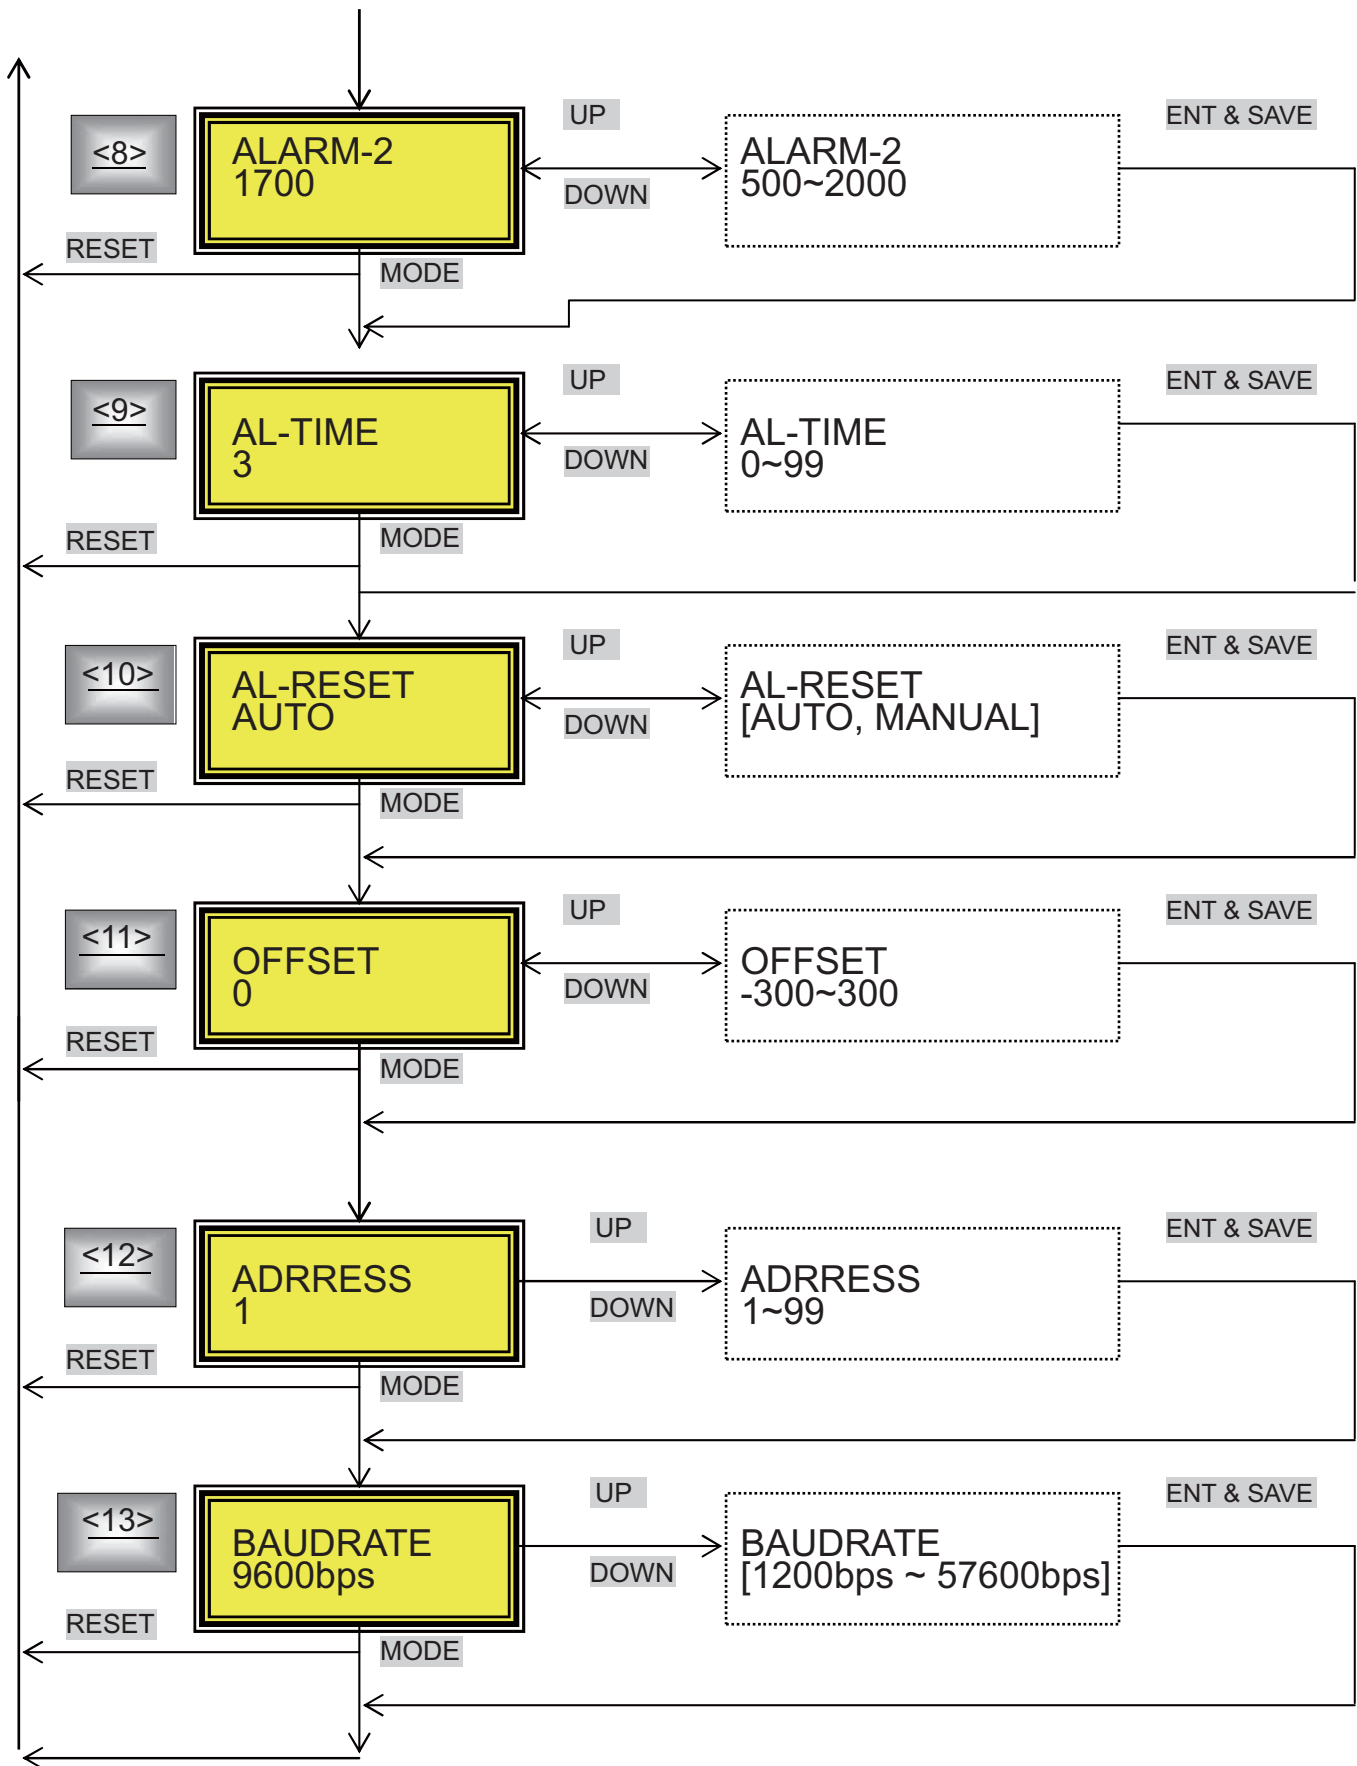 UP
ENT & SAVE
<8>
ALARM-2
1700
ALARM-2
500~2000
DOWN
RESET
MODE
UP
ENT & SAVE
<9>
AL-TIME
3
AL-TIME
0~99
DOWN
RESET
MODE
UP
ENT & SAVE
<10>
AL-RESET
AUTO
AL-RESET
[AUTO, MANUAL]
DOWN
RESET
MODE
UP
ENT & SAVE
<11>
OFFSET
0
OFFSET
-300~300
DOWN
RESET
MODE
UP
ENT & SAVE
<12>
ADRRESS
1
ADRRESS
1~99
DOWN
RESET
MODE
UP
ENT & SAVE
<13>
BAUDRATE
9600bps
BAUDRATE
[1200bps ~ 57600bps]
DOWN
RESET
MODE